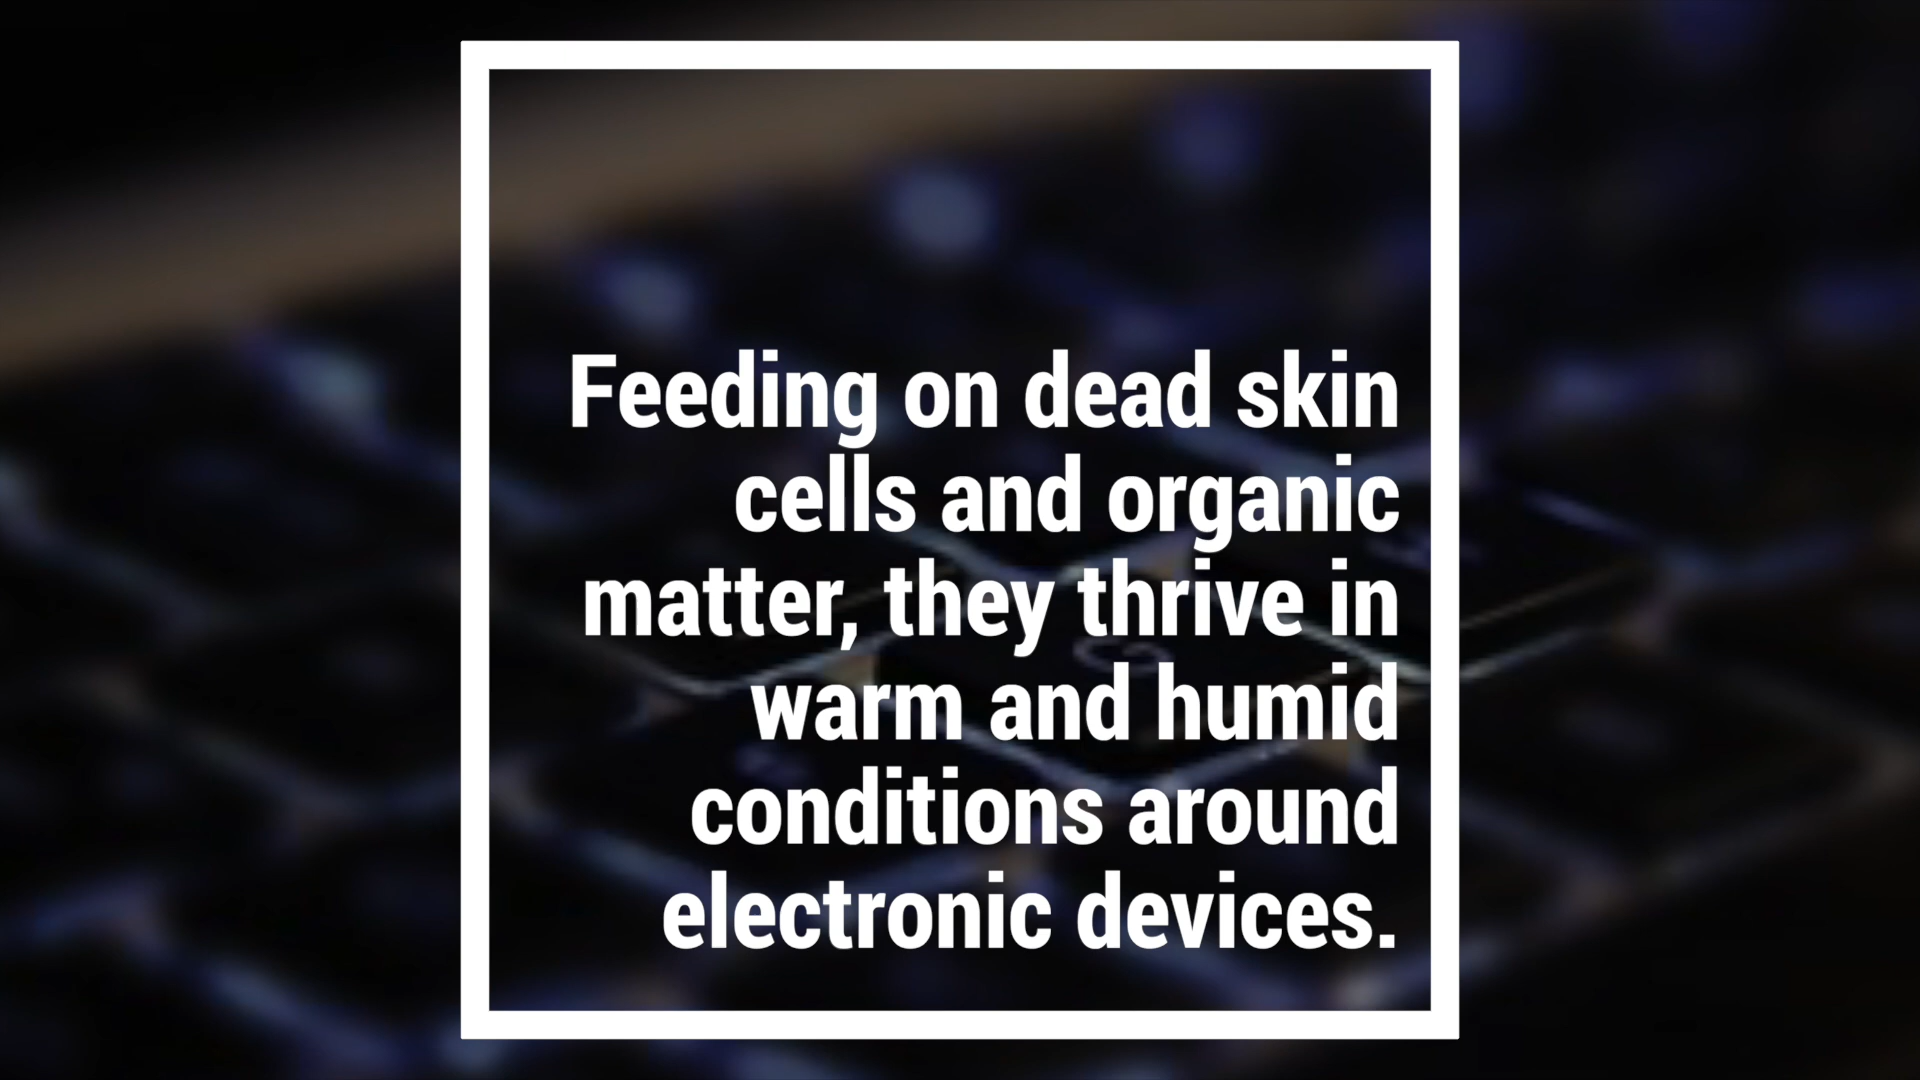 Feeding on dead skin
cells and organic
matter, they thrive in
warm and humid
conditions around
electronic devices.